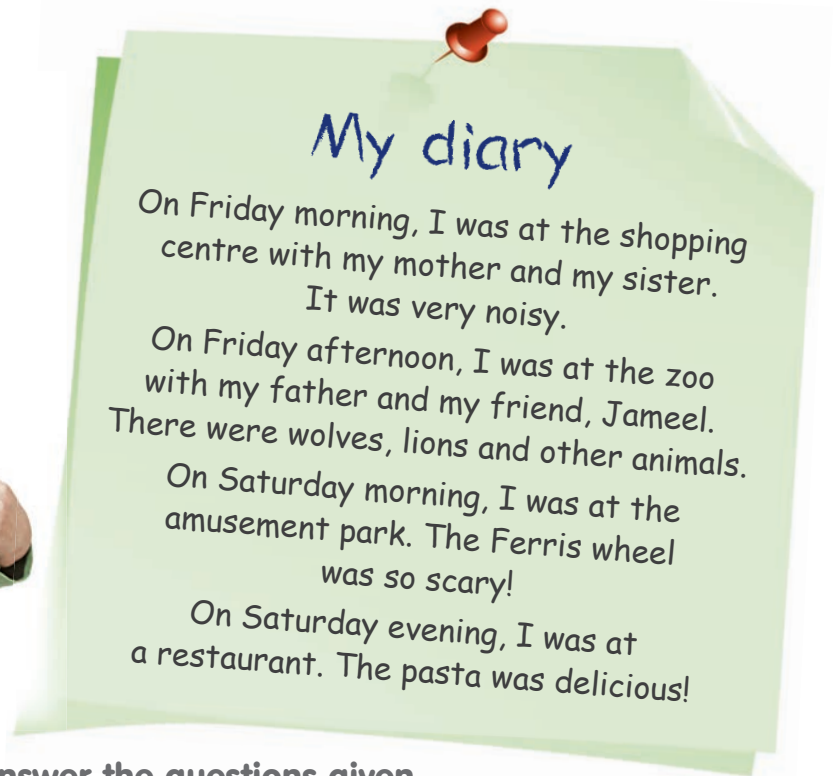 My diary
On Friday morning, I was at the shopping
centre with my mother and my sister.
It was very noisy.
On Friday afternoon, I was at the zoo
with my father and my friend, Jameel.
There were wolves, lions and other animals.
On Saturday morning, I was at the
amusement park. The Ferris wheel
was so scary!
On Saturday evening, I was at
a restaurant. The pasta was delicious!
the questions given